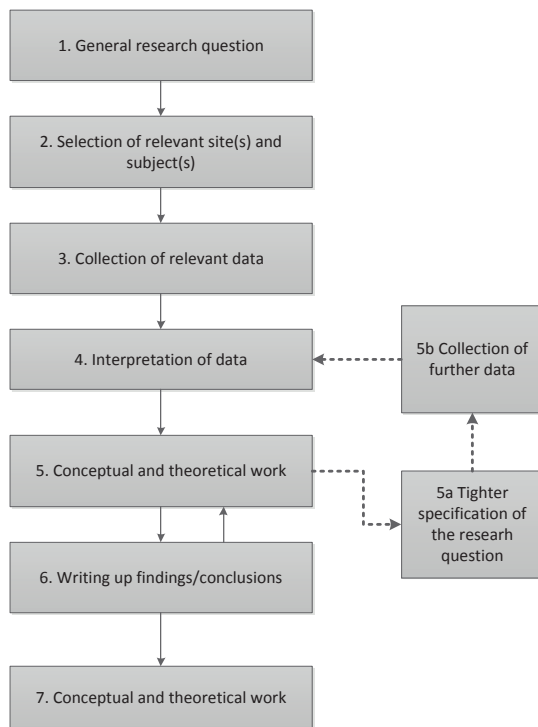 1. General research question
2. Selection of relevant site(s) and
subject(s)
3. Collection of relevant data
4. Interpretation of data
5b Collection of
further data
5. Conceptual and theoretical work
5a Tighter
specification of
the researh
question
6. Writing up findings/conclusions
7. Conceptual and theoretical work